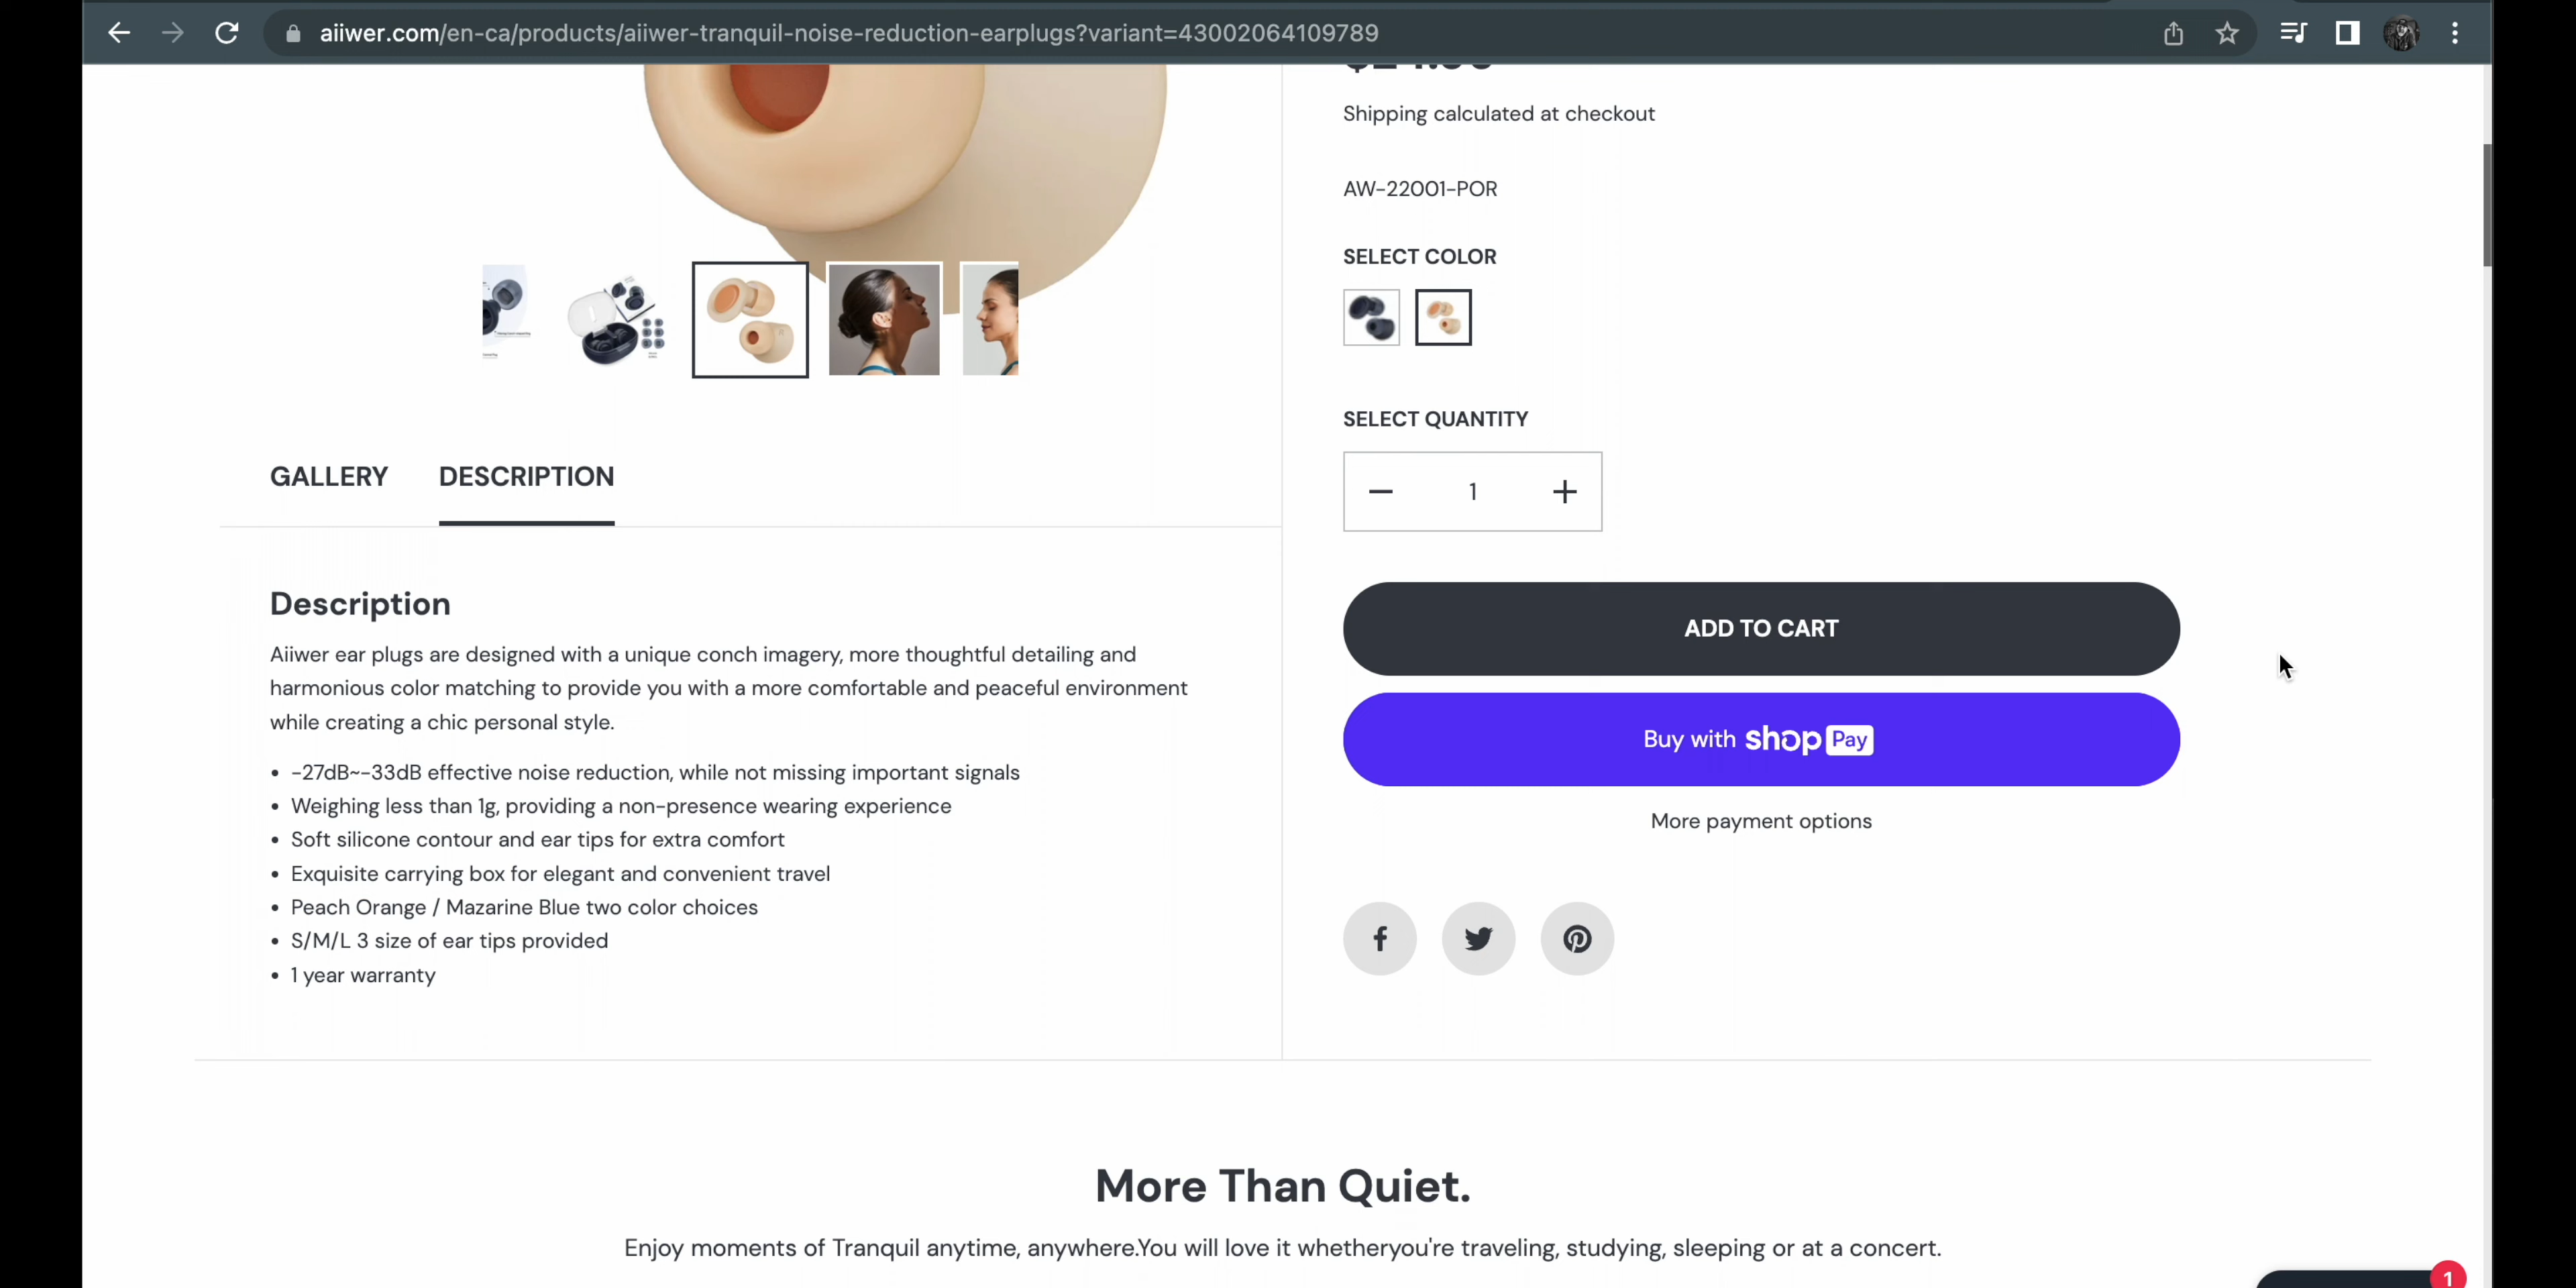 aiiwer.com/en-ca/products/aiiwer-tranquil-noise-reduction-earplugs?variant=43002064109789
Shipping calculated at checkout
AW-22001-POR
SELECT COLOR
SELECT QUANTITY
1
ADD TO CART
Buy with shop Pay
More payment options
GALLERY DESCRIPTION
Description
Aiiwer ear plugs are designed with a unique conch imagery, more thoughtful detailing and
harmonious color matching to provide you with a more comfortable and peaceful environment
while creating a chic personal style.
• -27dB~-33dB effective noise reduction, while not missing important signals
• Weighing less than 1g, providing a non-presence wearing experience
• Soft silicone contour and ear tips for extra comfort
• Exquisite carrying box for elegant and convenient travel
• Peach Orange / Mazarine Blue two color choices
• S/M/L 3 size of ear tips provided
• 1 year warranty
More Than Quiet.
Enjoy moments of Tranquil anytime, anywhere.You will love it whetheryou're traveling, studying, sleeping or at a concert.
1